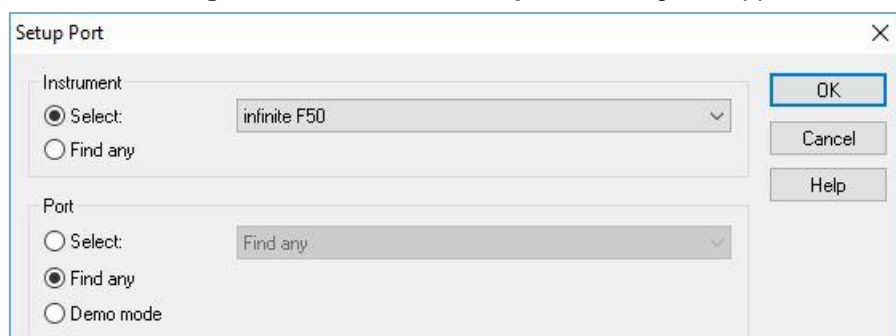 Setup Port
Instrument
Select: infinite F50
Find any
OK
Cancel
Help
Port
Select: Find any
Find any
Demo mode